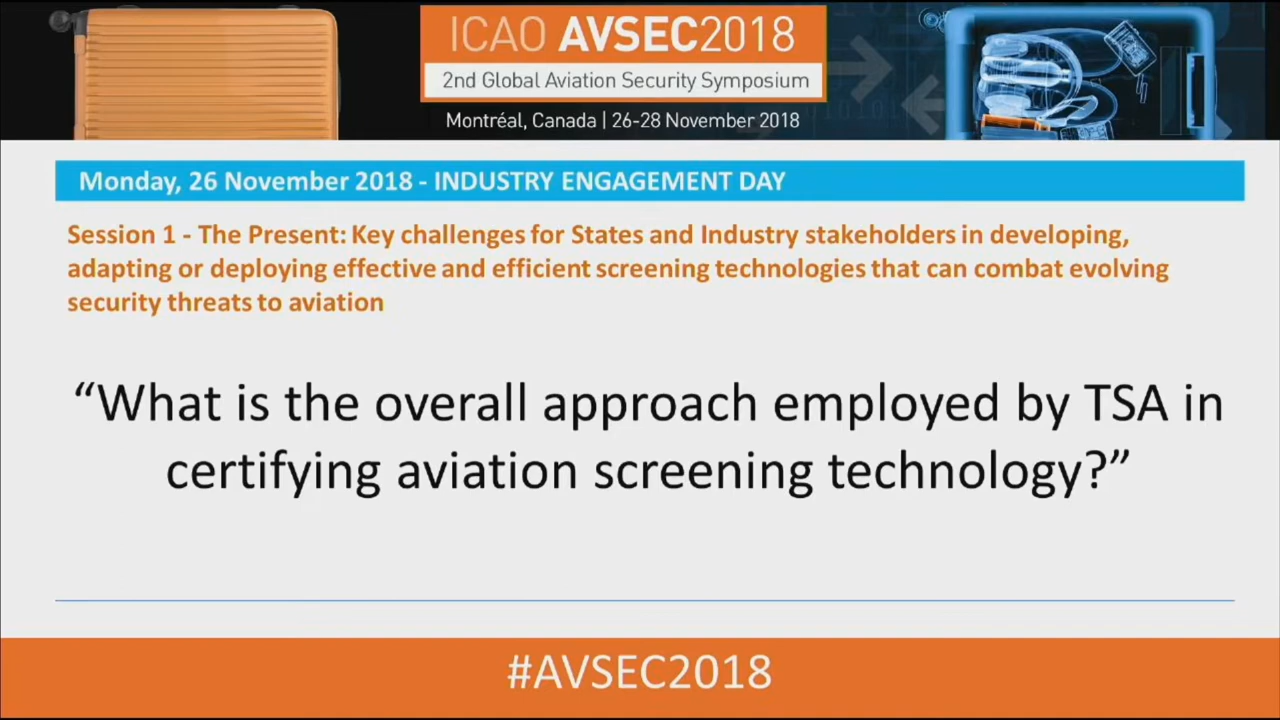 ICAO AVSEC2018
2nd Global Aviation Security Symposium
Montréal, Canada | 26-28 November 2018
Monday, 26 November 2018 - INDUSTRY ENGAGEMENT DAY
Session 1 - The Present: Key challenges for States and Industry stakeholders in developing,
adapting or deploying effective and efficient screening technologies that can combat evolving
security threats to aviation
“What is the overall approach employed by TSA in
certifying aviation screening technology?”
#AVSEC2018